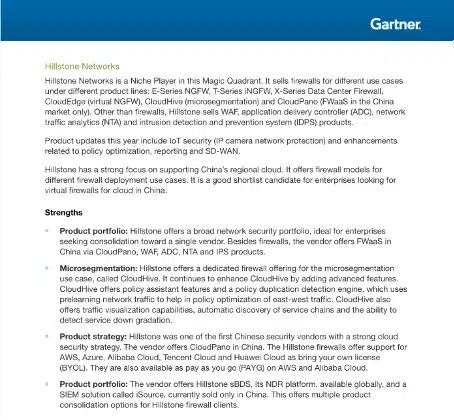 Gartner.
Hillstone Networks
Hillstone Networks is a Niche Player in this Magic Quadrant. It sells firewalls for different use cases
under different product lines: E-Series NGFW, T-Series iNGFW, X-Series Data Center Firewall,
CloudEdge (virtual NGFW), CloudHive (microsegmentation) and CloudPano (FWaaS in the China
market only). Other than firewalls, Hillstone sells WAF, application delivery controller (ADC), network
traffic analytics (NTA) and intrusion detection and prevention system (IDPS) products.
Product updates this year include IoT security (IP camera network protection) and enhancements
related to policy optimization, reporting and SD-WAN.
Hillstone has a strong focus on supporting China's regional cloud. It offers firewall models for
different firewall deployment use cases. It is a good shortlist candidate for enterprises looking for
virtual firewalls for cloud in China.
Strengths
Product portfolio: Hillstone offers a broad network security portfolio, ideal for enterprises
seeking consolidation toward a single vendor. Besides firewalls, the vendor offers FWaaS in
China via CloudPano, WAF, ADC, NTA and IPS products.
Microsegmentation: Hillstone offers a dedicated firewall offering for the microsegmentation
use case, called CloudHive. It continues to enhance CloudHive by adding advanced features.
CloudHive offers policy assistant features and a policy duplication detection engine, which uses
prelearning network traffic to help in policy optimization of east-west traffic. CloudHive also
offers traffic visualization capabilities, automatic discovery of service chains and the ability to
detect service down gradation.
Product strategy: Hillstone was one of the first Chinese security vendors with a strong cloud
security strategy. The vendor offers CloudPano in China. The Hillstone firewalls offer support for
AWS, Azure, Alibaba Cloud, Tencent Cloud and Huawei Cloud as bring your own license
(BYOL). They are also available as pay as you go (PAYG) on AWS and Alibaba Cloud.
Product portfolio: The vendor offers Hillstone sBDS, its NDR platform, available globally, and a
SIEM solution called iSource, currently sold only in China. This offers multiple product
consolidation options for Hillstone firewall clients.